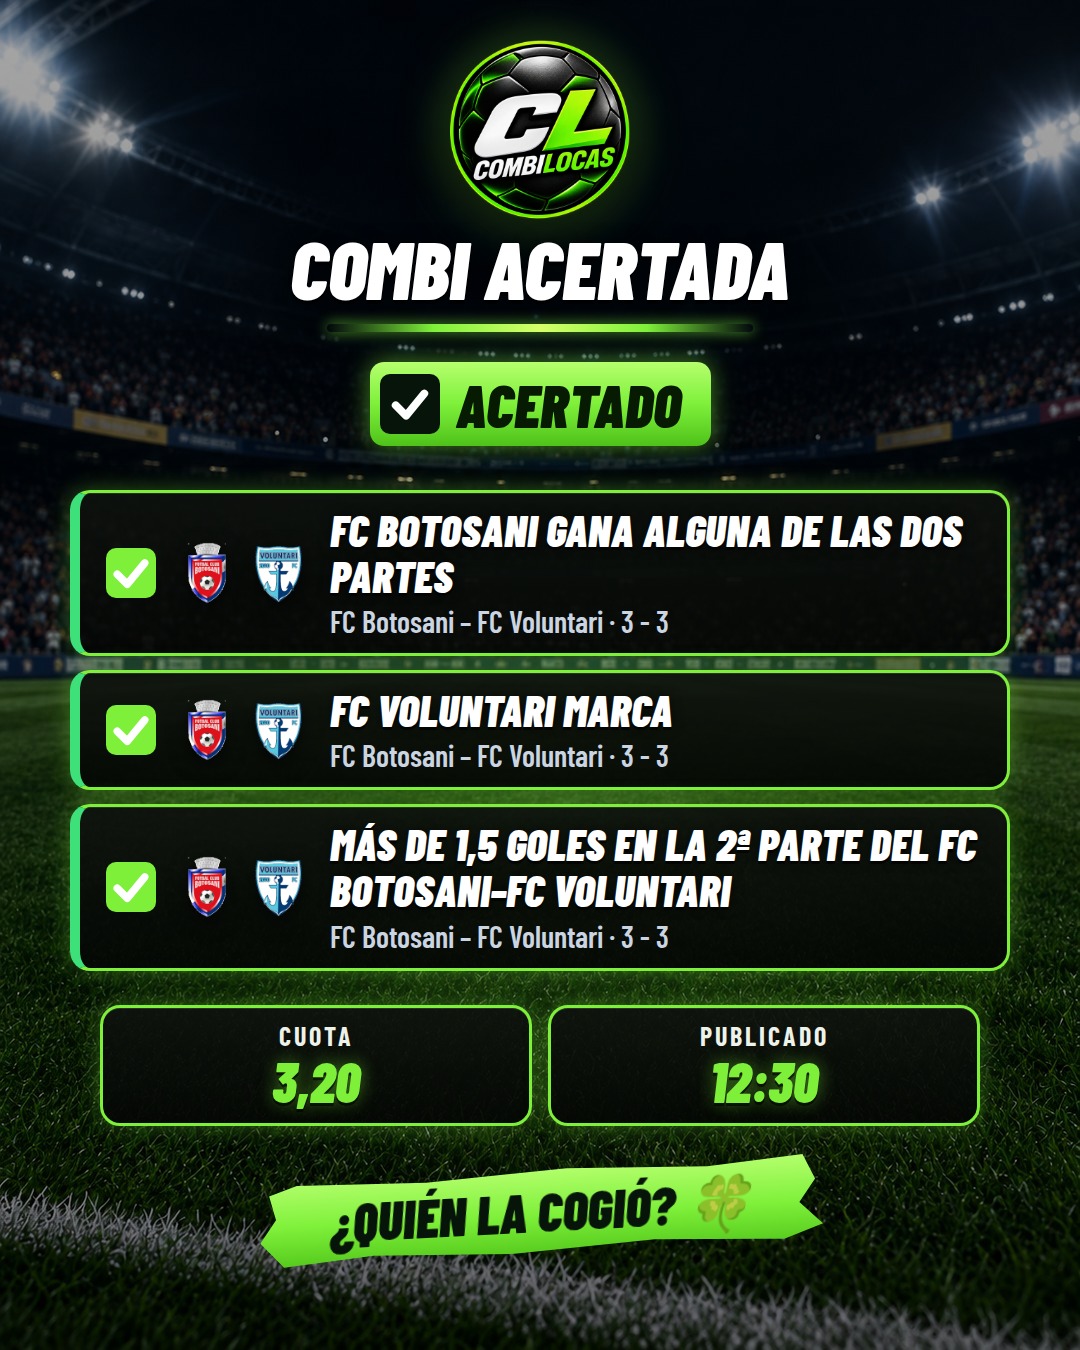 CL
COMBILOCAS
COMBI ACERTADA
ACERTADO
FC BOTOSANI GANA ALGUNA DE LAS DOS
PARTES
FC Botosani – FC Voluntari · 3 - 3
FC VOLUNTARI MARCA
FC Botosani – FC Voluntari · 3 - 3
MÁS DE 1,5 GOLES EN LA 2ª PARTE DEL FC
BOTOSANI–FC VOLUNTARI
FC Botosani – FC Voluntari · 3 - 3
CUOTA
3,20
PUBLICADO
12:30
¿QUIÉN LA COGIÓ?